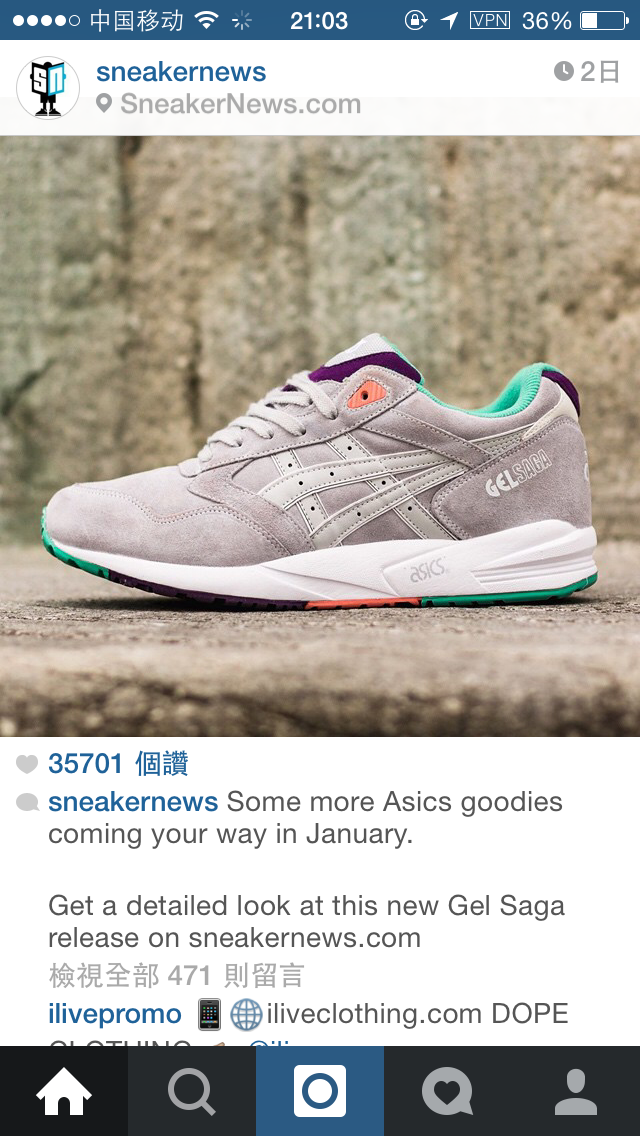 中国移动 21:03 VPN 36%
SN
sneakernews 2日
SneakerNews.com
GEL SAGA
asics
35701 個讚
sneakernews Some more Asics goodies
coming your way in January.
Get a detailed look at this new Gel Saga
release on sneakernews.com
檢視全部 471 則留言
ilivepromo 📱🌐iliveclothing.com DOPE